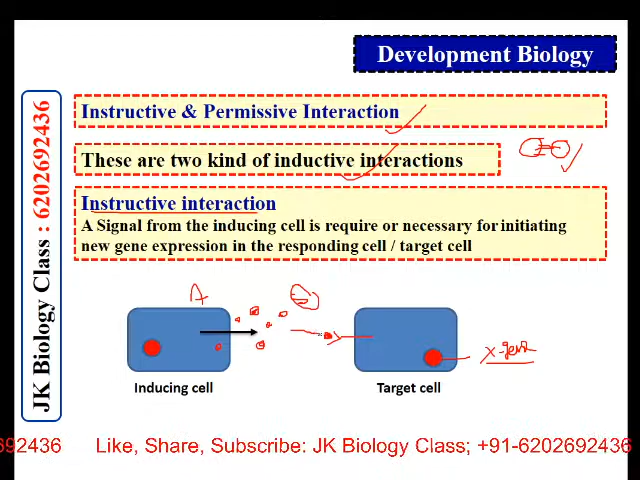 Development Biology
Instructive & Permissive Interaction
These are two kind of inductive interactions
Instructive interaction
A Signal from the inducing cell is require or necessary for initiating
new gene expression in the responding cell / target cell
JK Biology Class : 6202692436
A
X-gene
Inducing cell
Target cell
692436 Like, Share, Subscribe: JK Biology Class; +91-6202692436